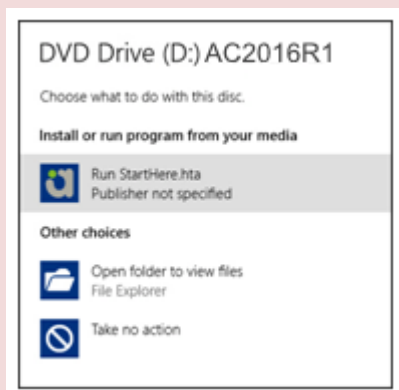 DVD Drive (D:) AC2016R1
Choose what to do with this disc.
Install or run program from your media
Run StartHere.hta
Publisher not specified
Other choices
Open folder to view files
File Explorer
Take no action